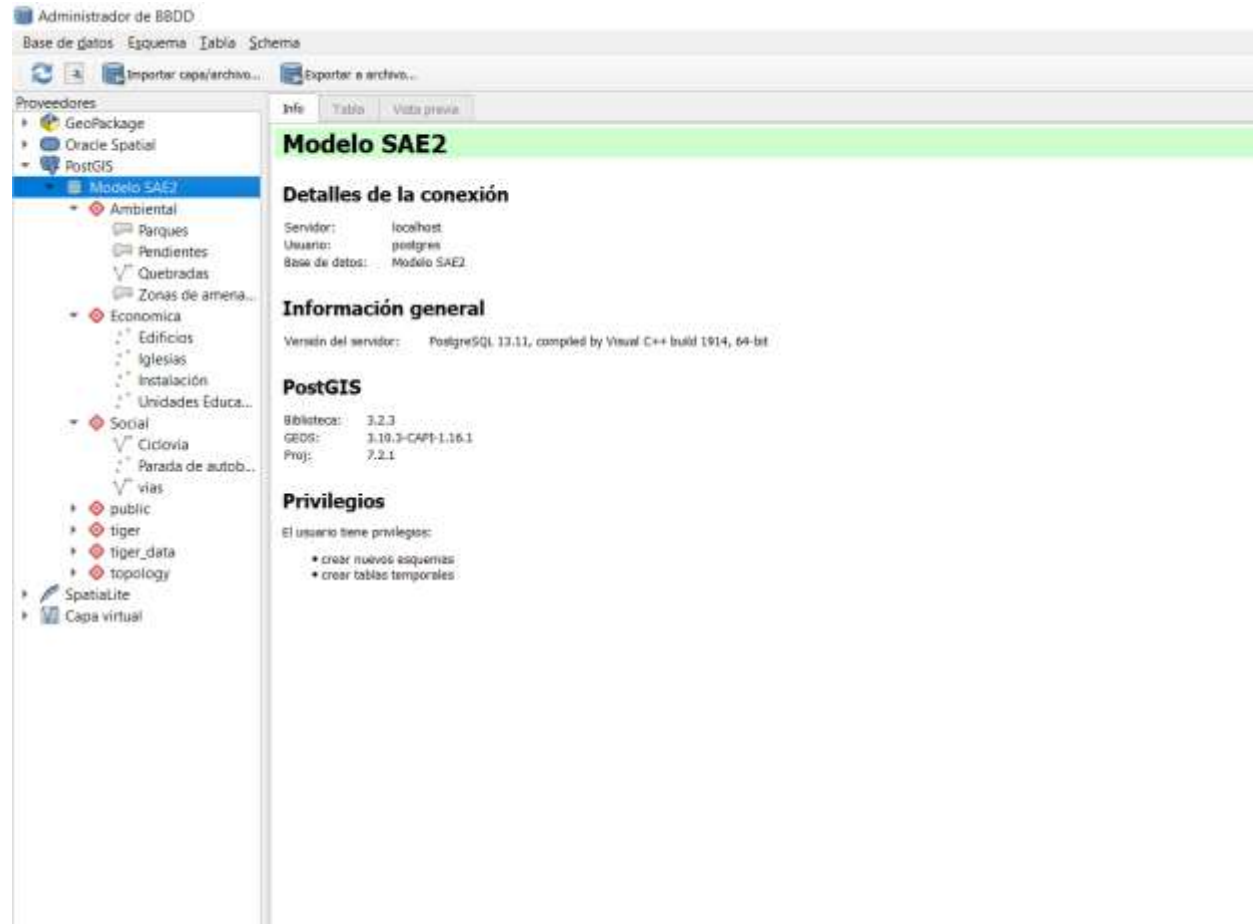 Administrador de BBDD
Base de datos Esquema Tabla Schema
Importar capa/archivo... Exportar a archivo...
Proveedores
Info Tabla Vista previa
GeoPackage
Oracle Spatial
PostGIS
Modelo SAE2
Ambiental
Parques
Pendientes
Quebradas
Zonas de amena...
Economica
Edificios
Iglesias
Instalación
Unidades Educa...
Social
Ciclovia
Parada de autob...
vias
public
tiger
tiger_data
topology
SpatiaLite
Capa virtual
Modelo SAE2
Detalles de la conexión
Servidor: localhost
Usuario: postgres
Base de datos: Modelo SAE2
Información general
Versión del servidor: PostgreSQL 13.11, compiled by Visual C++ build 1914, 64-bit
PostGIS
Biblioteca: 3.2.3
GEOS: 3.10.3-CAPI-1.16.1
Proj: 7.2.1
Privilegios
El usuario tiene privilegios:
• crear nuevos esquemas
• crear tablas temporales